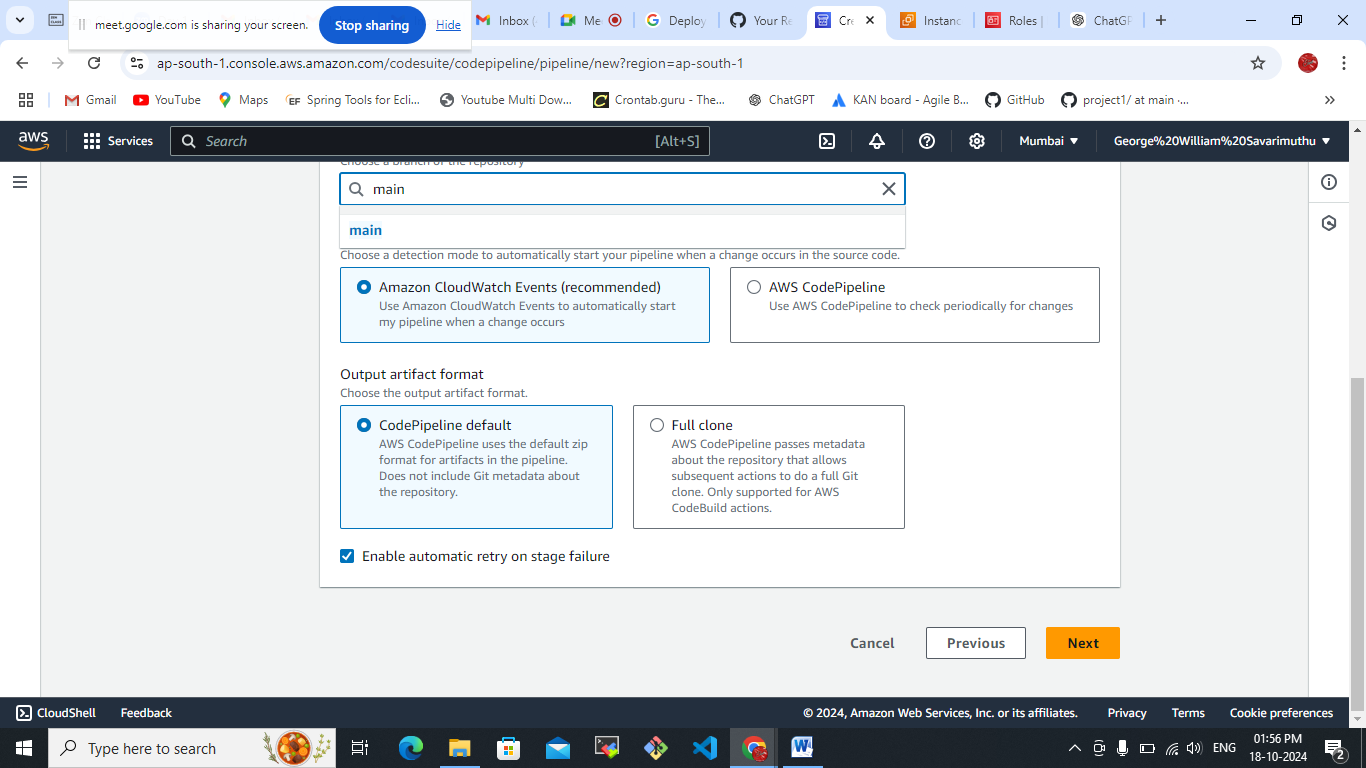 meet.google.com is sharing your screen.
Stop sharing
Hide
Inbox (
Me
Deploy
Your Re
Cre
Instanc
Roles |
ChatGP
ap-south-1.console.aws.amazon.com/codesuite/codepipeline/pipeline/new?region=ap-south-1
Gmail
YouTube
Maps
Spring Tools for Ecli...
Youtube Multi Dow...
Crontab.guru - The...
ChatGPT
KAN board - Agile B...
GitHub
project1/ at main ·...
aws
Services
Search
[Alt+S]
Mumbai
George%20William%20Savarimuthu
Choose a branch of the repository
main
main
Choose a detection mode to automatically start your pipeline when a change occurs in the source code.
Amazon CloudWatch Events (recommended)
Use Amazon CloudWatch Events to automatically start
my pipeline when a change occurs
AWS CodePipeline
Use AWS CodePipeline to check periodically for changes
Output artifact format
Choose the output artifact format.
CodePipeline default
AWS CodePipeline uses the default zip
format for artifacts in the pipeline.
Does not include Git metadata about
the repository.
Full clone
AWS CodePipeline passes metadata
about the repository that allows
subsequent actions to do a full Git
clone. Only supported for AWS
CodeBuild actions.
Enable automatic retry on stage failure
Cancel
Previous
Next
CloudShell
Feedback
© 2024, Amazon Web Services, Inc. or its affiliates.
Privacy
Terms
Cookie preferences
Type here to search
ENG
01:56 PM
18-10-2024
2